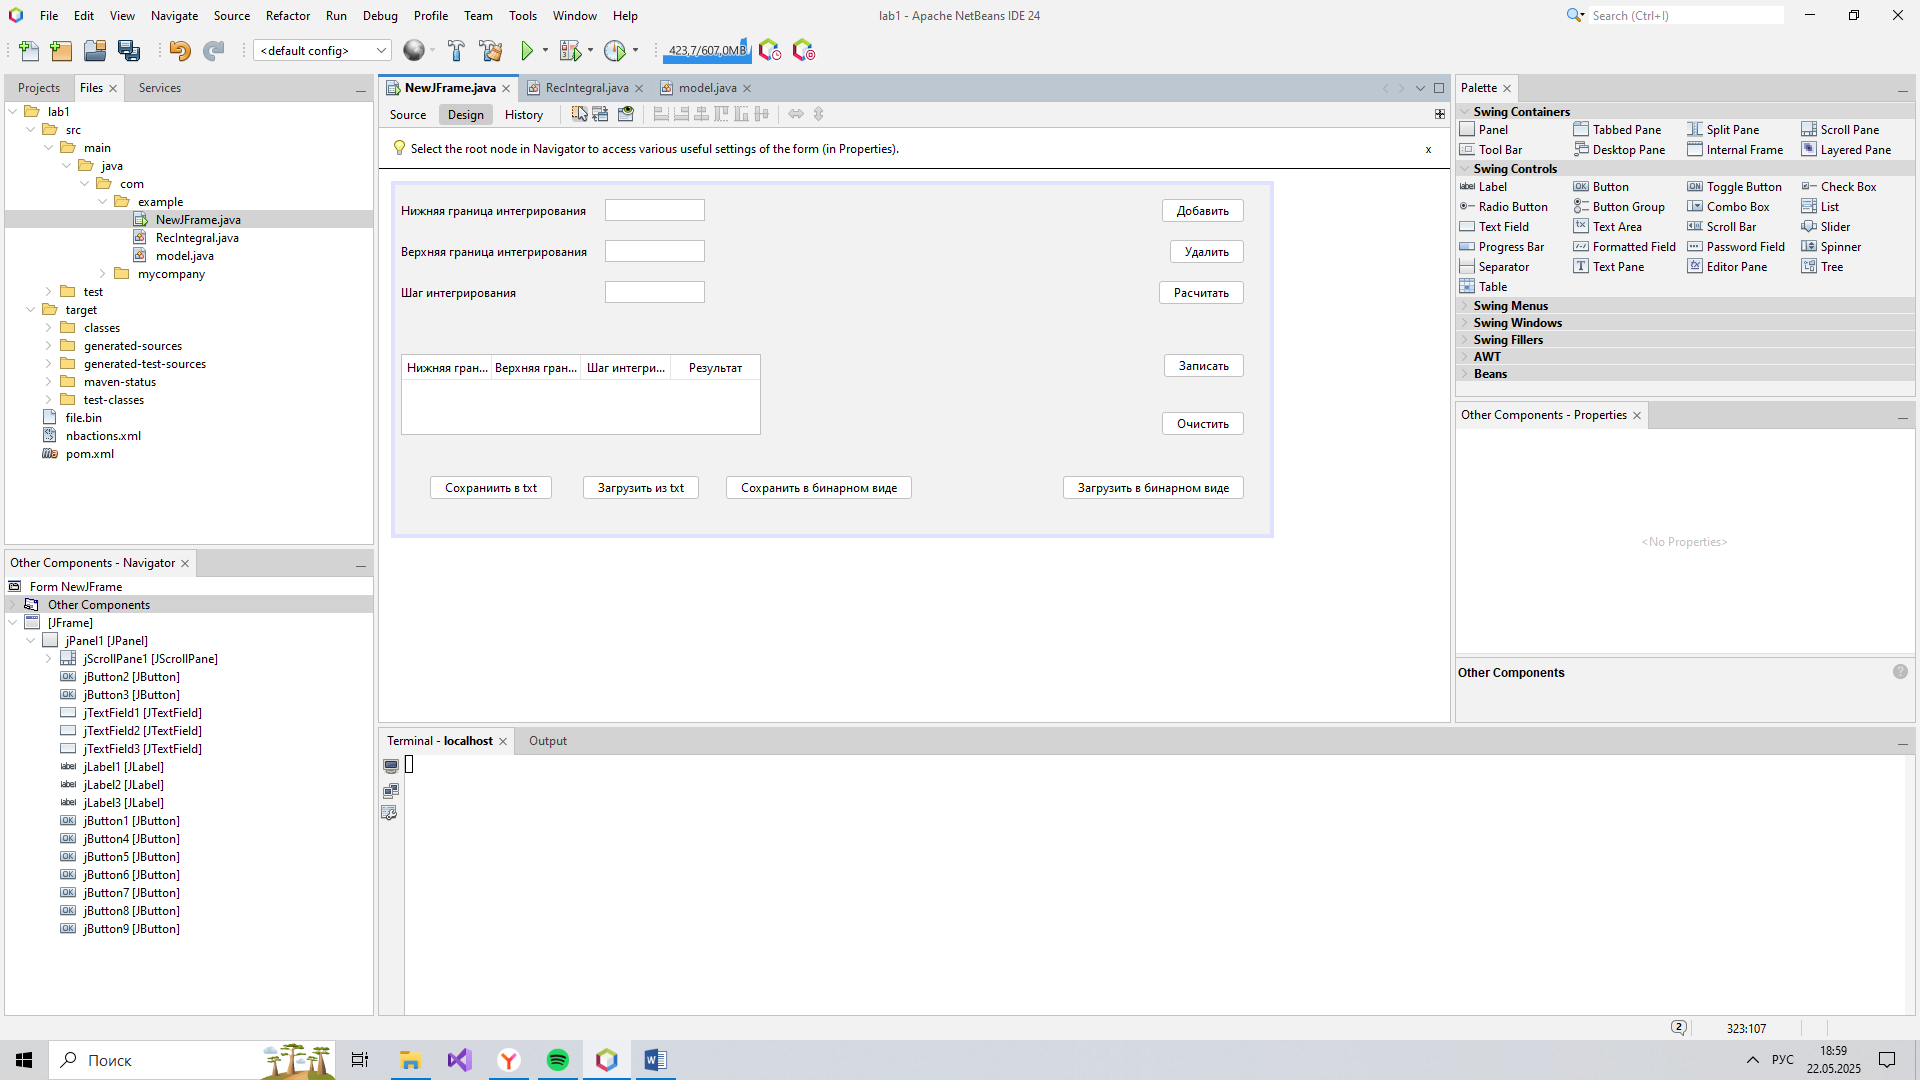 File Edit View Navigate Source Refactor Run Debug Profile Team Tools Window Help
lab1 - Apache NetBeans IDE 24
Search (Ctrl+I)
<default config>
423,7/607,0MB
Projects Files Services
lab1
src
main
java
com
example
NewJFrame.java
RecIntegral.java
model.java
mycompany
test
target
classes
generated-sources
generated-test-sources
maven-status
test-classes
file.bin
nbactions.xml
pom.xml
Other Components - Navigator
Form NewJFrame
Other Components
[JFrame]
jPanel1 [JPanel]
jScrollPane1 [JScrollPane]
jButton2 [JButton]
jButton3 [JButton]
jTextField1 [JTextField]
jTextField2 [JTextField]
jTextField3 [JTextField]
label jLabel1 [JLabel]
label jLabel2 [JLabel]
label jLabel3 [JLabel]
jButton1 [JButton]
jButton4 [JButton]
jButton5 [JButton]
jButton6 [JButton]
jButton7 [JButton]
jButton8 [JButton]
jButton9 [JButton]
NewJFrame.java RecIntegral.java model.java
Source Design History
Select the root node in Navigator to access various useful settings of the form (in Properties).
x
Нижняя граница интегрирования
Добавить
Верхняя граница интегрирования
Удалить
Шаг интегрирования
Расчитать
Нижняя гран... Верхняя гран... Шаг интегри... Результат
Записать
Очистить
Сохраниить в txt Загрузить из txt Сохранить в бинарном виде Загрузить в бинарном виде
Terminal - localhost Output
Palette
Swing Containers
Panel Tabbed Pane Split Pane Scroll Pane
Tool Bar Desktop Pane Internal Frame Layered Pane
Swing Controls
label Label Button Toggle Button Check Box
Radio Button Button Group Combo Box List
Text Field Text Area Scroll Bar Slider
Progress Bar Formatted Field Password Field Spinner
Separator Text Pane Editor Pane Tree
Table
Swing Menus
Swing Windows
Swing Fillers
AWT
Beans
Other Components - Properties
<No Properties>
Other Components
2
323:107
Поиск
РУС
18:59
22.05.2025